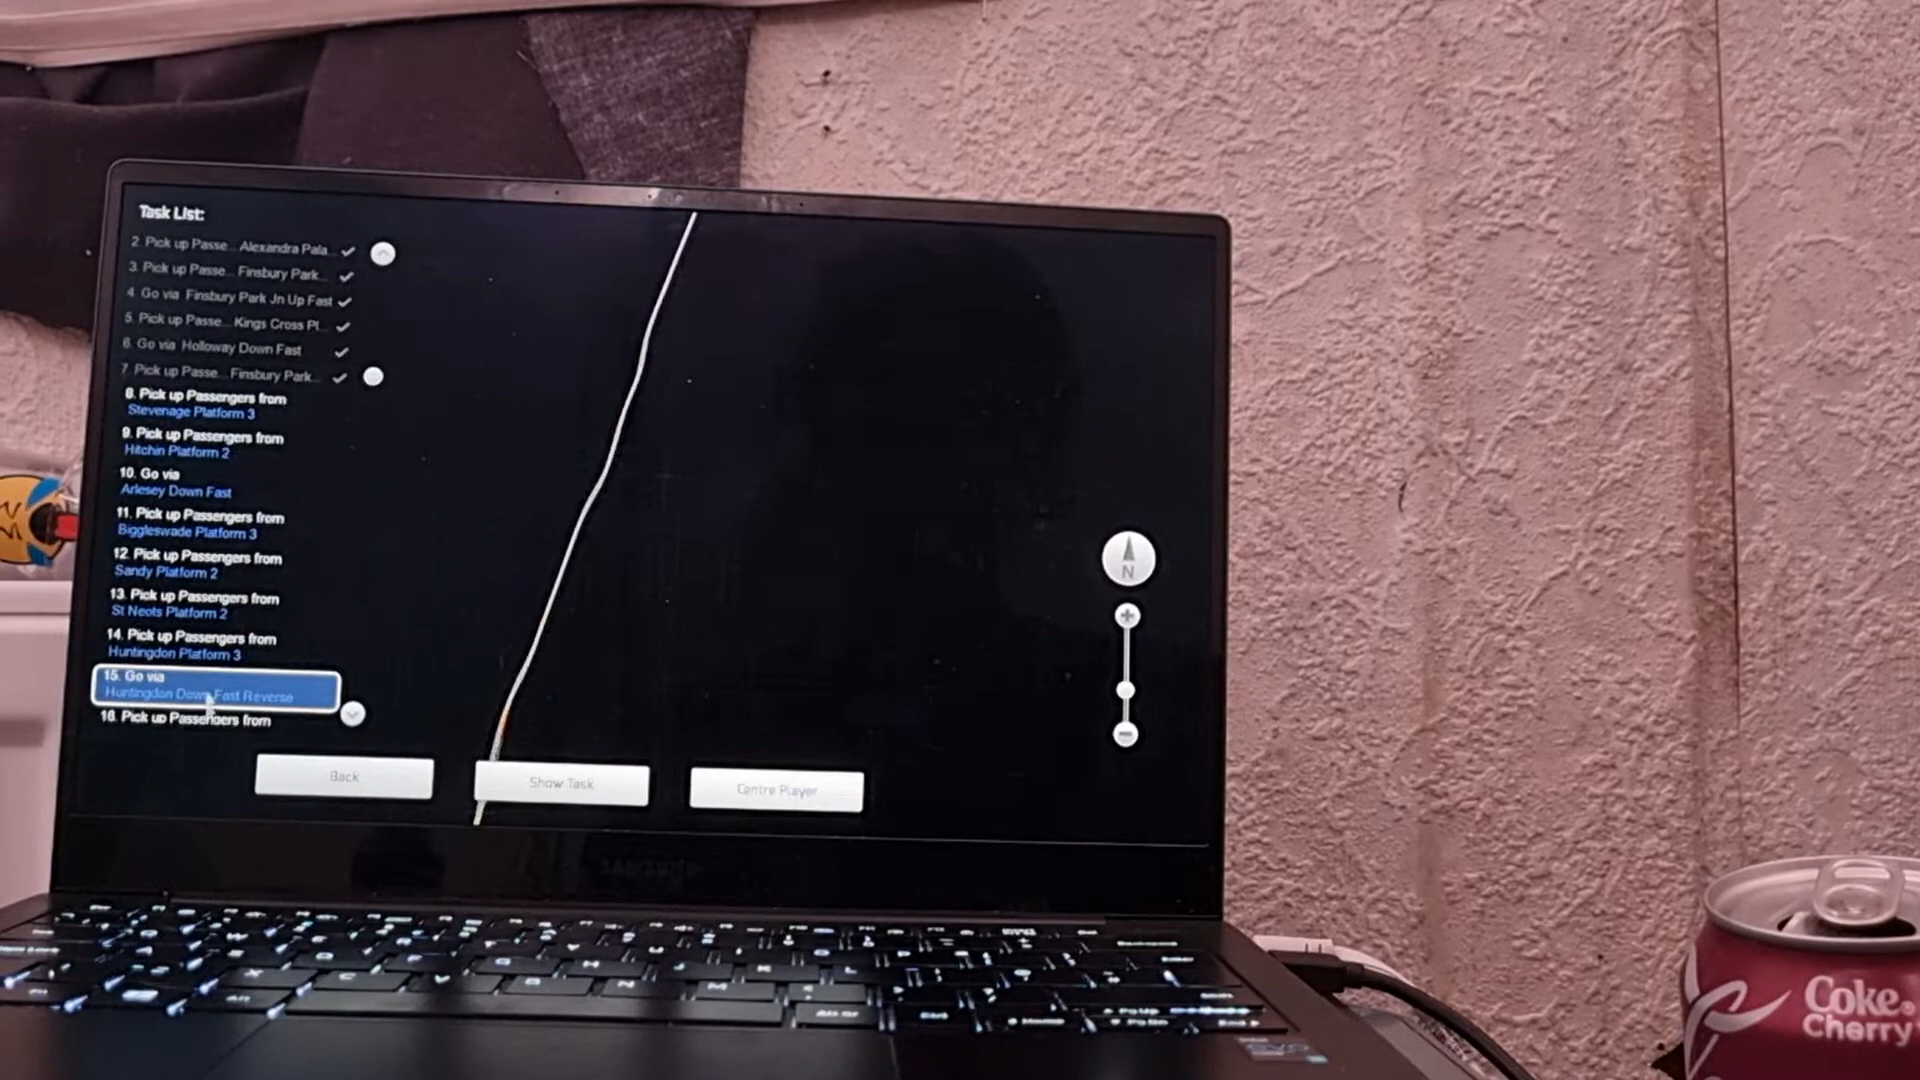 Task List:
2. Pick up Passe... Alexandra Pala...
3. Pick up Passe... Finsbury Park...
4. Go via Finsbury Park Jn Up Fast
5. Pick up Passe... Kings Cross Pl...
6. Go via Holloway Down Fast
7. Pick up Passe... Finsbury Park...
8. Pick up Passengers from
Stevenage Platform 3
9. Pick up Passengers from
Hitchin Platform 2
10. Go via
Arlesey Down Fast
11. Pick up Passengers from
Biggleswade Platform 3
12. Pick up Passengers from
Sandy Platform 2
13. Pick up Passengers from
St Neots Platform 2
14. Pick up Passengers from
Huntingdon Platform 3
15. Go via
Huntingdon Down Fast Reverse
16. Pick up Passengers from
N
Back
Show Task
Centre Player
SAMSUNG
Coke
Cherry